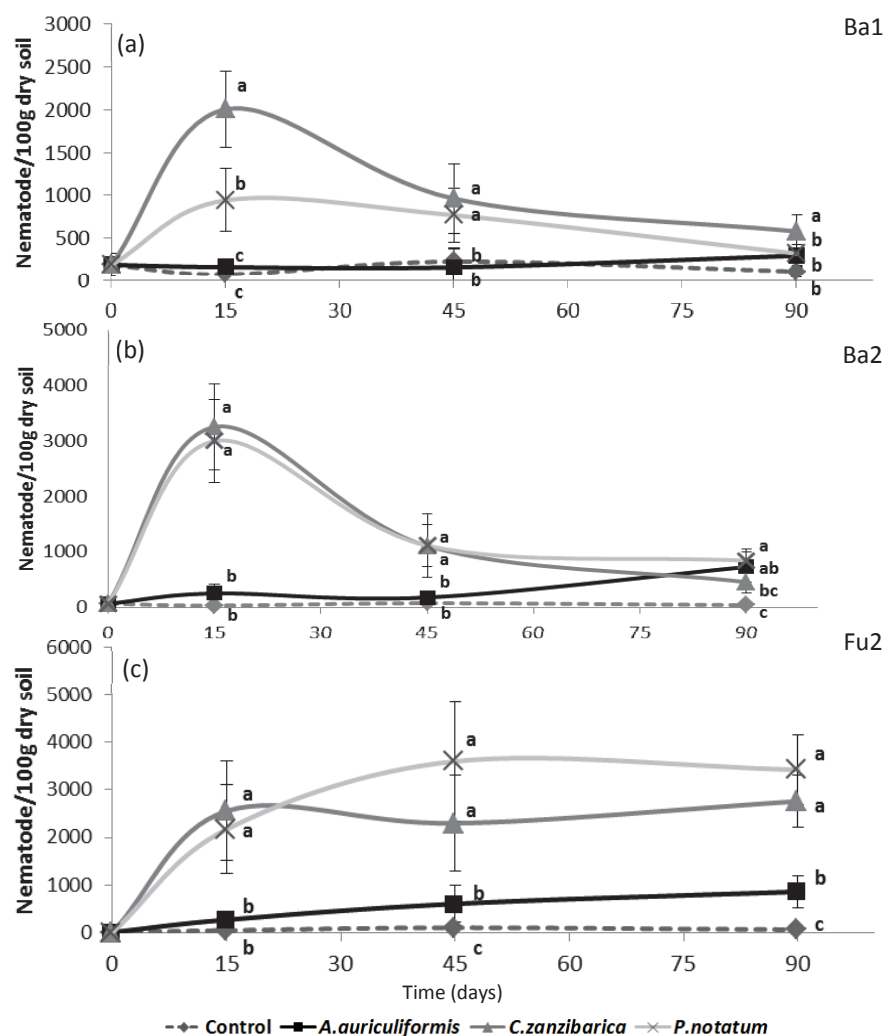 (a) Ba1
Nematode/100g dry soil
3000
2500
2000
1500
1000
500
0
a
b
c
c
a
a
b
b
a
b
b
b
0 15 30 45 60 75 90
(b) Ba2
Nematode/100g dry soil
5000
4000
3000
2000
1000
0
a
a
b
b
a
a
b
a
ab
bc
c
0 15 30 45 60 75 90
(c) Fu2
Nematode/100g dry soil
6000
5000
4000
3000
2000
1000
0
a
a
b
b
a
a
b
c
a
a
b
c
0 15 30 45 60 75 90
Time (days)
Control A.auriculiformis C.zanzibarica P.notatum